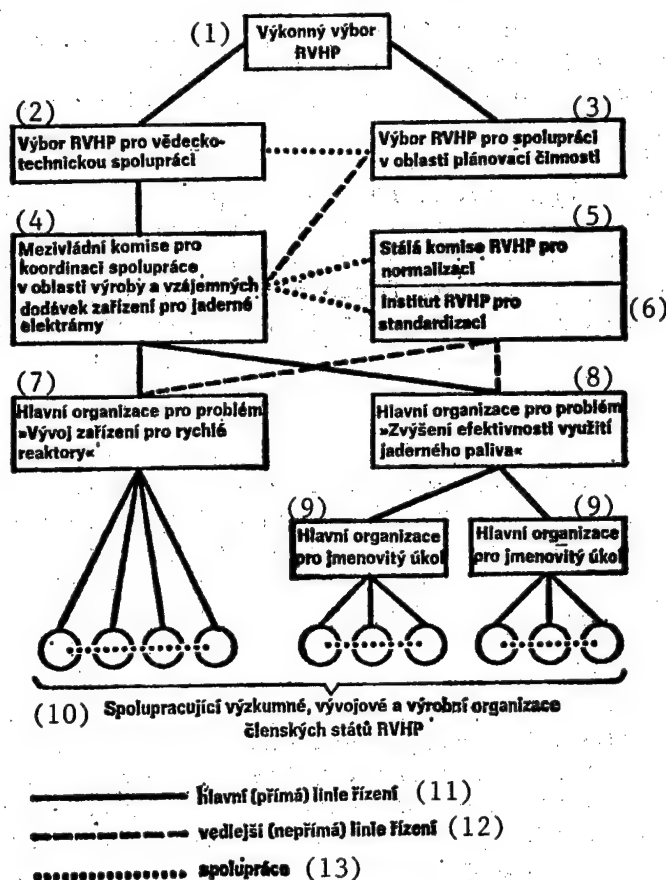 (1) Výkonný výbor
RVHP
(2)
Výbor RVHP pro vědecko-
technickou spolupráci
(3)
Výbor RVHP pro spolupráci
v oblasti plánovací činnosti
(4)
Mezivládní komise pro
koordinaci spolupráce
v oblasti výroby a vzájemných
dodávek zařízení pro jaderné
elektrárny
(5)
Stálá komise RVHP pro
normalizaci
Institut RVHP pro
standardizaci
(6)
(7)
Hlavní organizace pro problém
»Vývoj zařízení pro rychlé
reaktory«
(8)
Hlavní organizace pro problém
»Zvýšení efektivnosti využití
jaderného paliva«
(9)
Hlavní organizace
pro jmenovitý úkol
(9)
Hlavní organizace
pro jmenovitý úkol
(10) Spolupracující výzkumné, vývojové a výrobní organizace
členských států RVHP
hlavní (přímá) linie řízení (11)
vedlejší (nepřímá) linie řízení (12)
spolupráce (13)